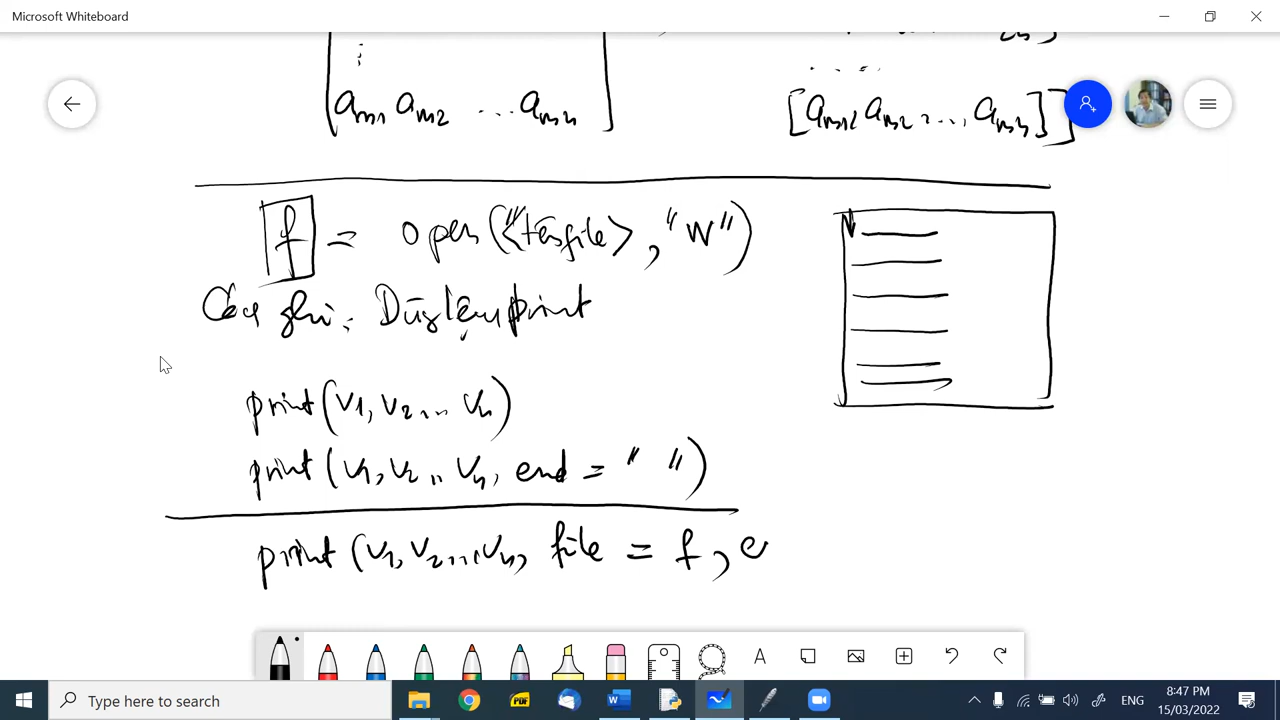 Microsoft Whiteboard
⋮
am1 am2 ... amn
[am1, am2, ..., amn]]
f = open("<tênfile>, "w")
Cách ghi: Dùng lệnh print
print(v1, v2... vn)
print(v1, v2 .. vn, end = " ")
print(v1, v2..., vn, file = f, e
A
Type here to search
PDF
ENG
8:47 PM
15/03/2022